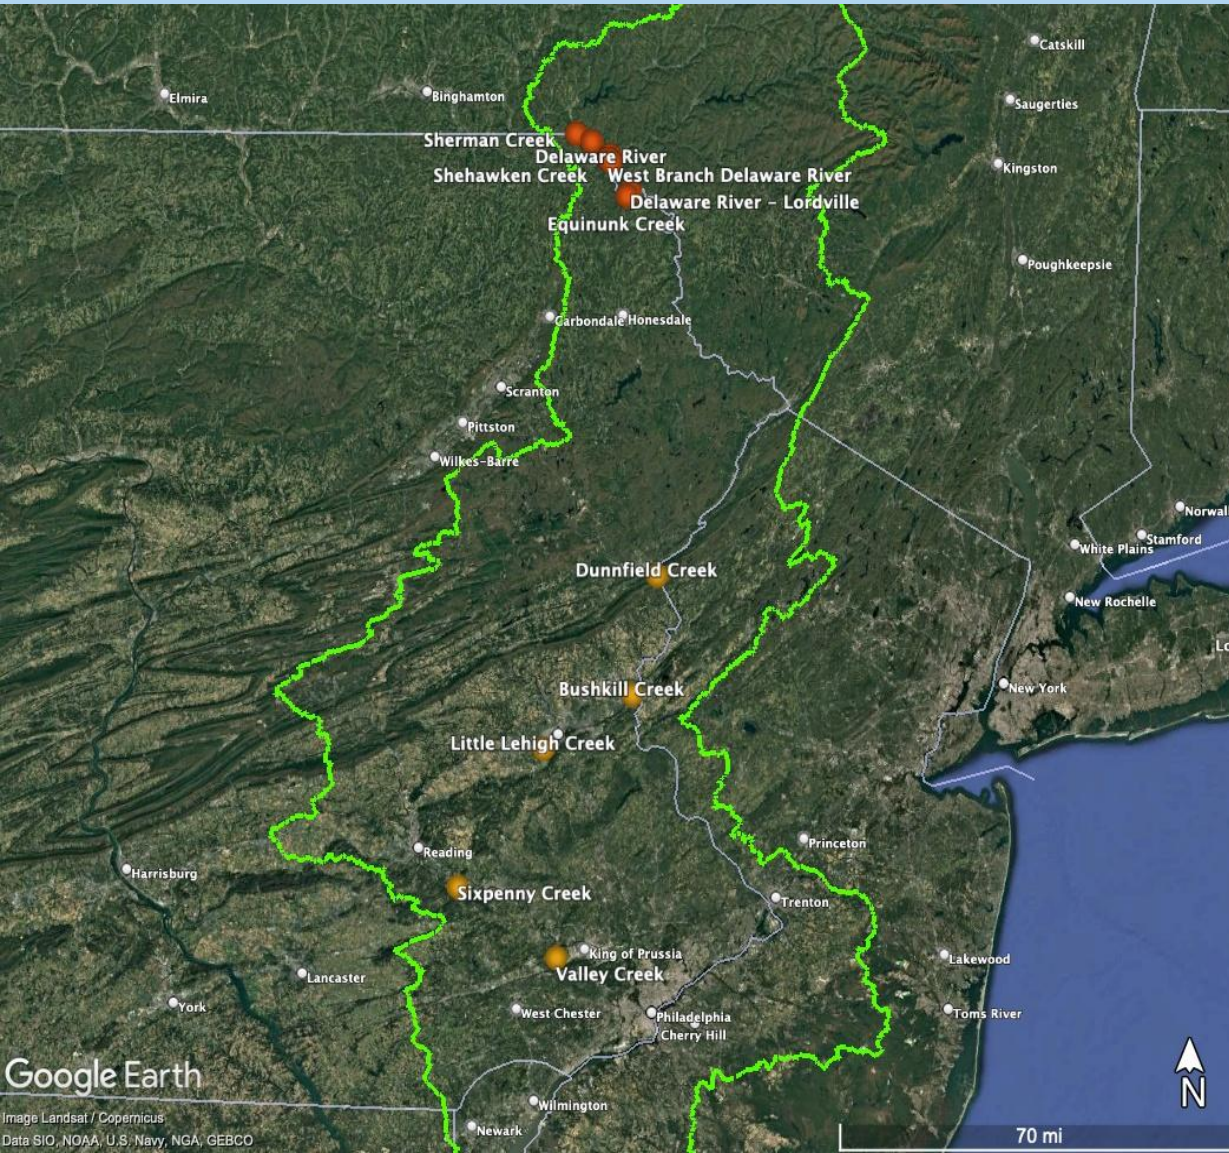 Catskill
Elmira
Binghamton
Saugerties
Sherman Creek
Delaware River
Kingston
Shehawken Creek
West Branch Delaware River
Delaware River – Lordville
Equinunk Creek
Poughkeepsie
Carbondale
Honesdale
Scranton
Pittston
Wilkes-Barre
Norwal
Stamford
White Plains
Dunnfield Creek
New Rochelle
Lo
New York
Bushkill Creek
Little Lehigh Creek
Princeton
Reading
Harrisburg
Sixpenny Creek
Trenton
King of Prussia
Lakewood
Valley Creek
Lancaster
York
West Chester
Toms River
Philadelphia
Cherry Hill
Google Earth
N
Wilmington
Image Landsat / Copernicus
Newark
70 mi
Data SIO, NOAA, U.S. Navy, NGA, GEBCO